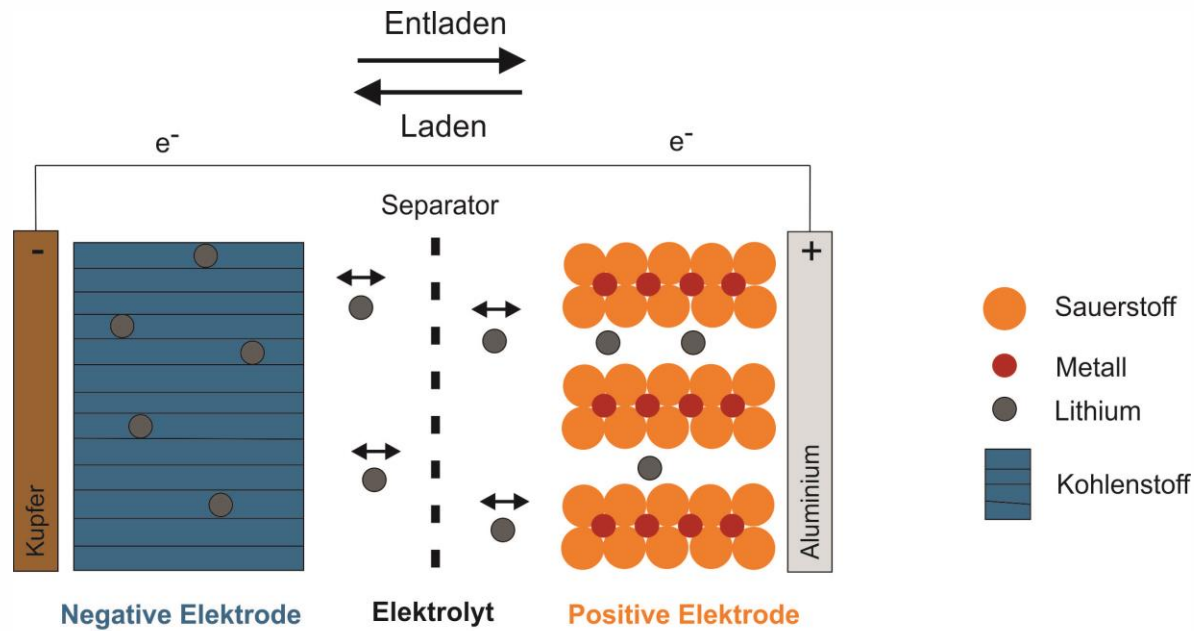 Entladen
Laden
e-
e-
Separator
-
+
Kupfer
Aluminium
Negative Elektrode
Elektrolyt
Positive Elektrode
Sauerstoff
Metall
Lithium
Kohlenstoff